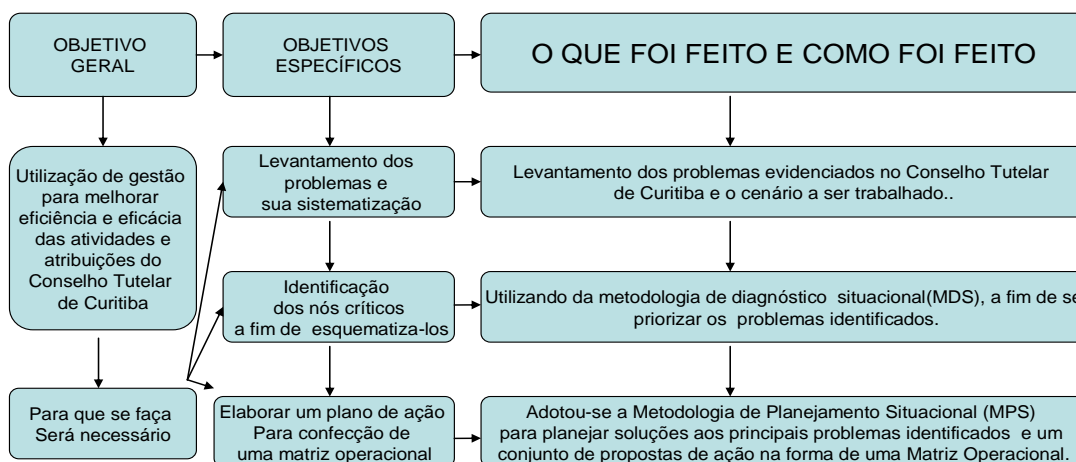 OBJETIVO
GERAL
OBJETIVOS
ESPECÍFICOS
O QUE FOI FEITO E COMO FOI FEITO
Utilização de gestão
para melhorar
eficiência e eficácia
das atividades e
atribuições do
Conselho Tutelar
de Curitiba
Levantamento dos
problemas e
sua sistematização
Levantamento dos problemas evidenciados no Conselho Tutelar
de Curitiba e o cenário a ser trabalhado..
Identificação
dos nós críticos
a fim de esquematiza-los
Utilizando da metodologia de diagnóstico situacional(MDS), a fim de se
priorizar os problemas identificados.
Para que se faça
Será necessário
Elaborar um plano de ação
Para confecção de
uma matriz operacional
Adotou-se a Metodologia de Planejamento Situacional (MPS)
para planejar soluções aos principais problemas identificados e um
conjunto de propostas de ação na forma de uma Matriz Operacional.